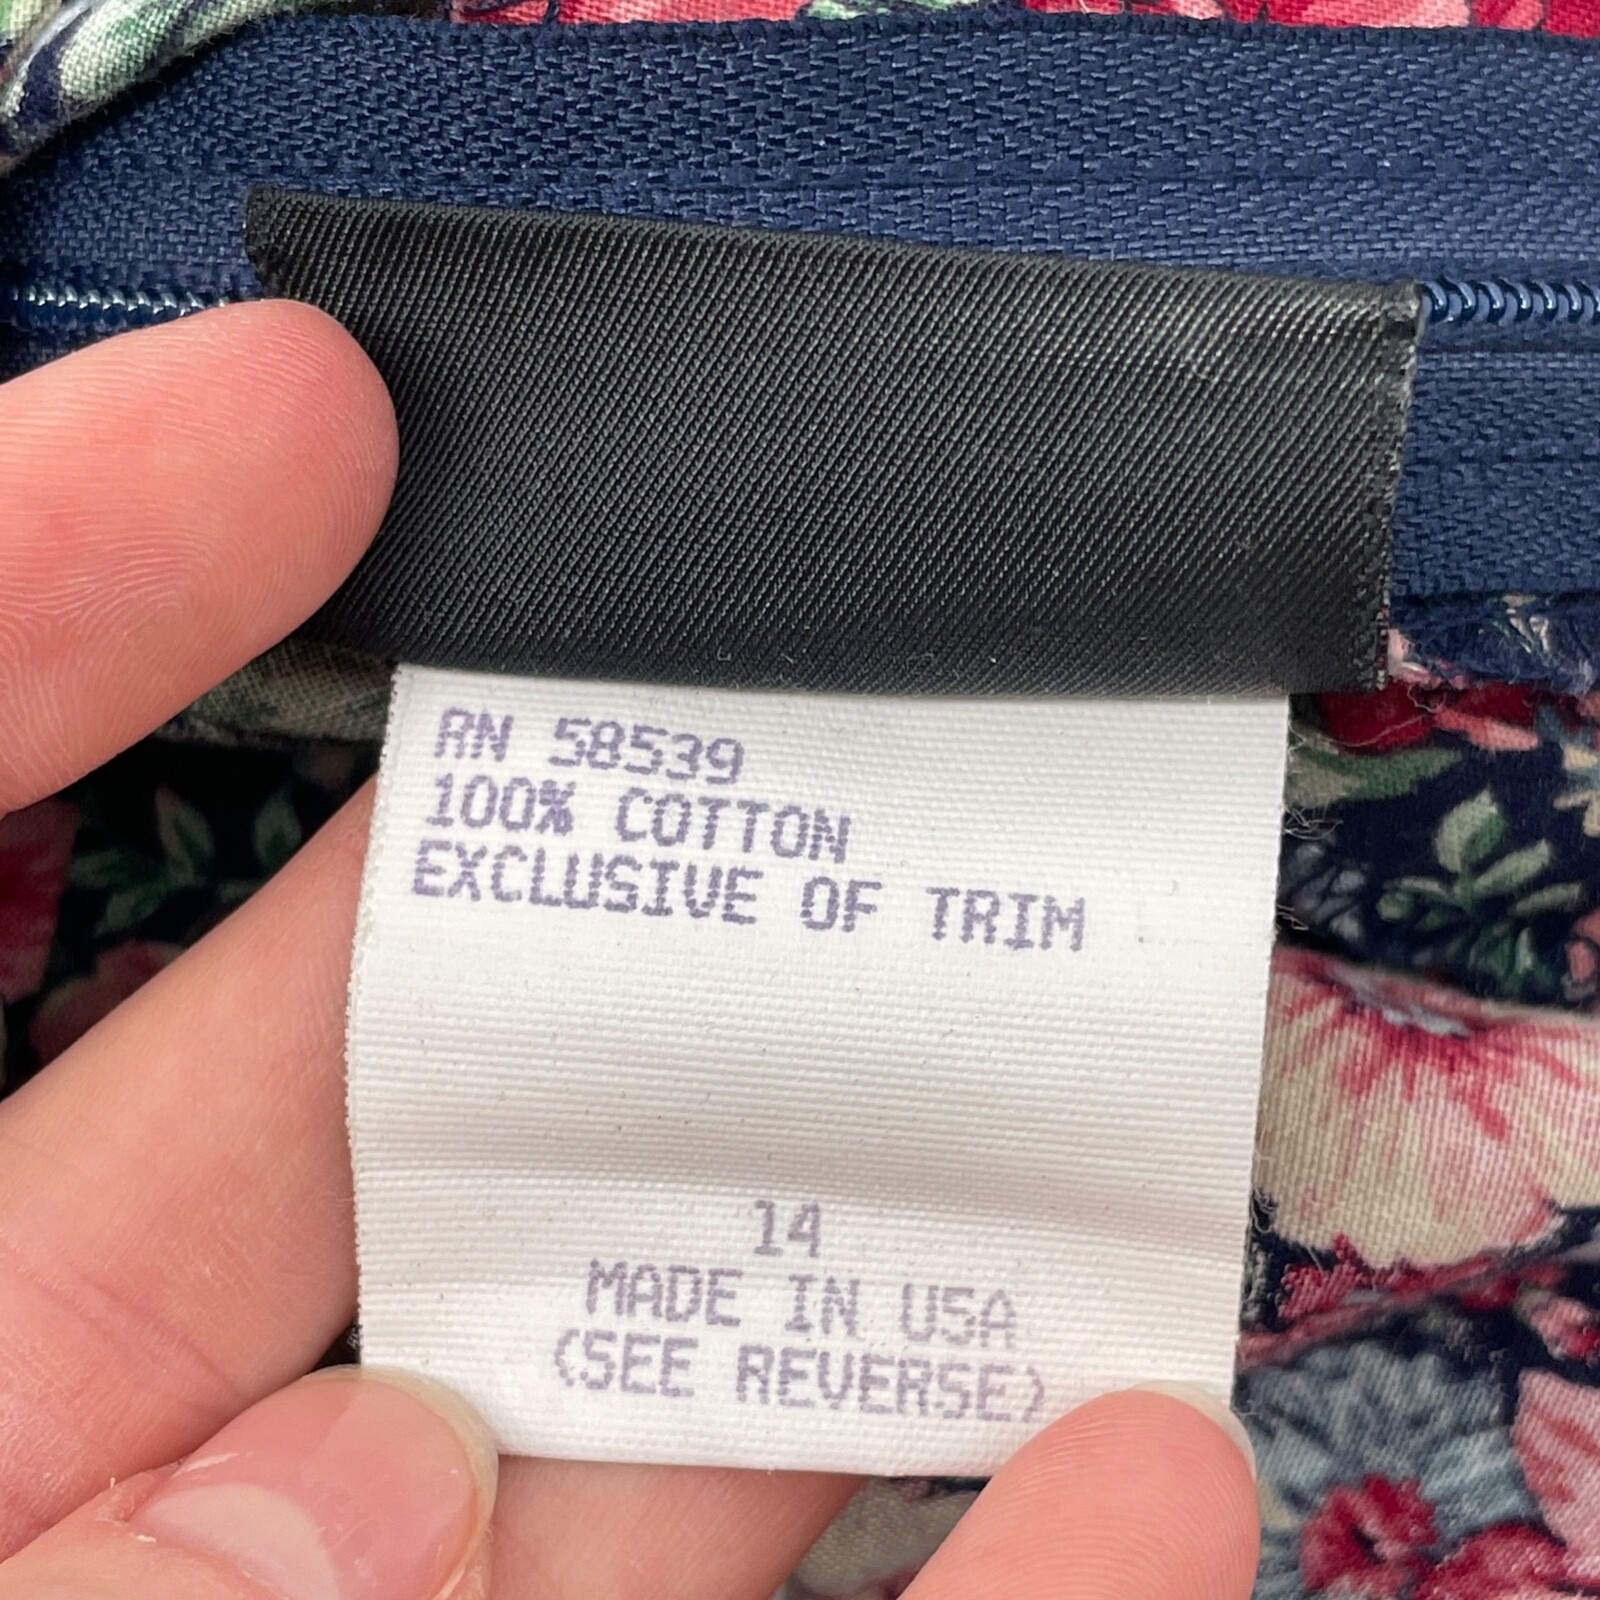 RN 58539
100% COTTON
EXCLUSIVE OF TRIM
14
MADE IN USA
(SEE REVERSE)